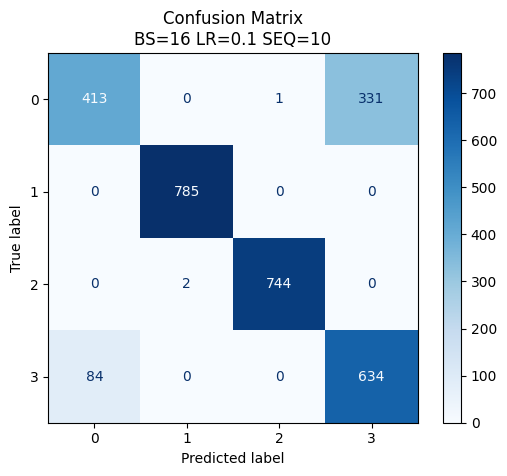 Confusion Matrix
BS=16 LR=0.1 SEQ=10
0 413 0 1 331
1 0 785 0 0
2 0 2 744 0
3 84 0 0 634
0 1 2 3
Predicted label
True label
700
600
500
400
300
200
100
0